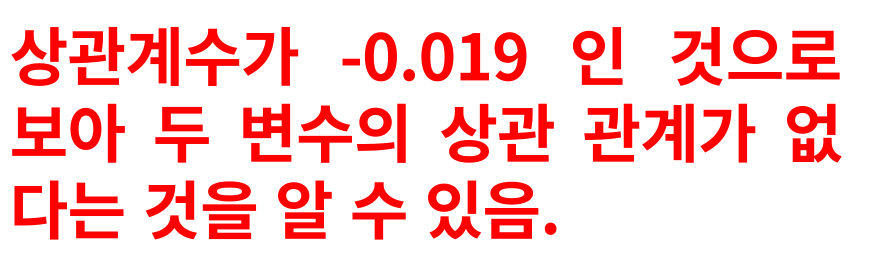 상관계수가 -0.019 인 것으로
보아 두 변수의 상관 관계가 없
다는 것을 알 수 있음.